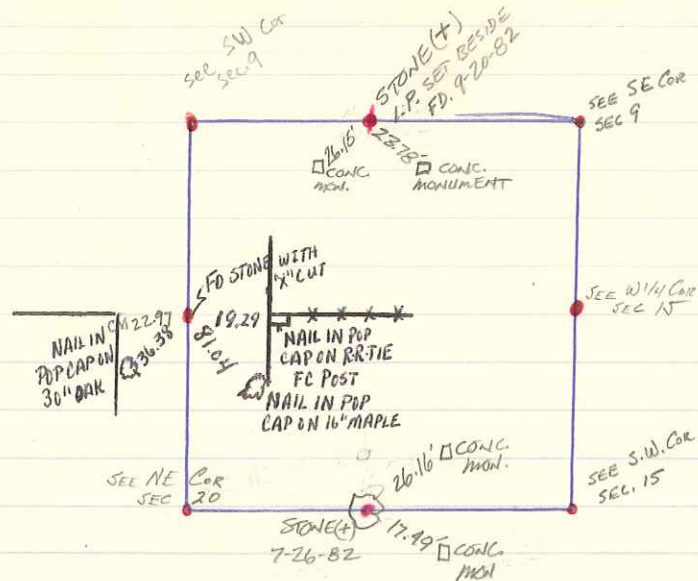 see SW Cor
sec 9
STONE(+)
I.P. SET BESIDE
FD. 9-20-82
SEE SE Cor
SEC 9
26.15'
CONC.
MON.
23.78'
CONC.
MONUMENT
FD STONE WITH
"X" CUT
22.97
19.29
SEE W 1/4 Cor
SEC 15
NAIL IN
POP CAP ON
30" OAK
36.38
81.04
NAIL IN POP
CAP ON R.R.TIE
FC POST
NAIL IN POP
CAP ON 16" MAPLE
SEE NE Cor
SEC 20
26.16'
CONC.
MON.
SEE S.W. Cor
SEC. 15
STONE(+)
7-26-82
17.49'
CONC.
MON